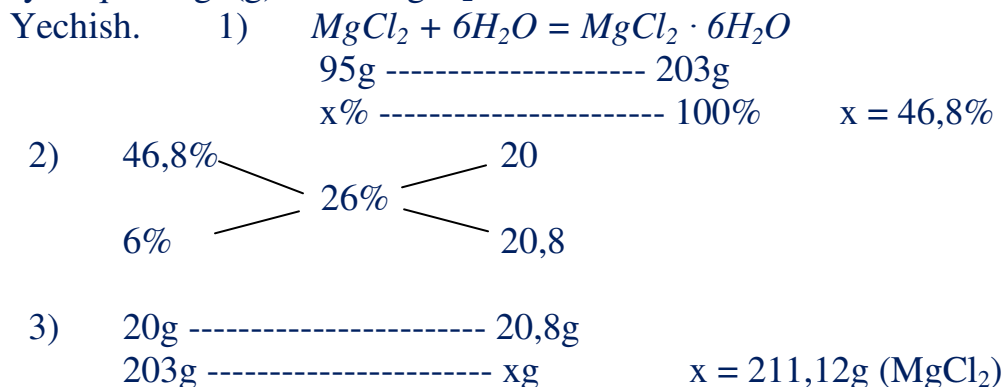 Yechish. 1) MgCl₂ + 6H₂O = MgCl₂ · 6H₂O
95g --------------------- 203g
x% ----------------------- 100% x = 46,8%
2) 46,8% 20
26%
6% 20,8
3) 20g ------------------------ 20,8g
203g ----------------------- xg x = 211,12g (MgCl₂)